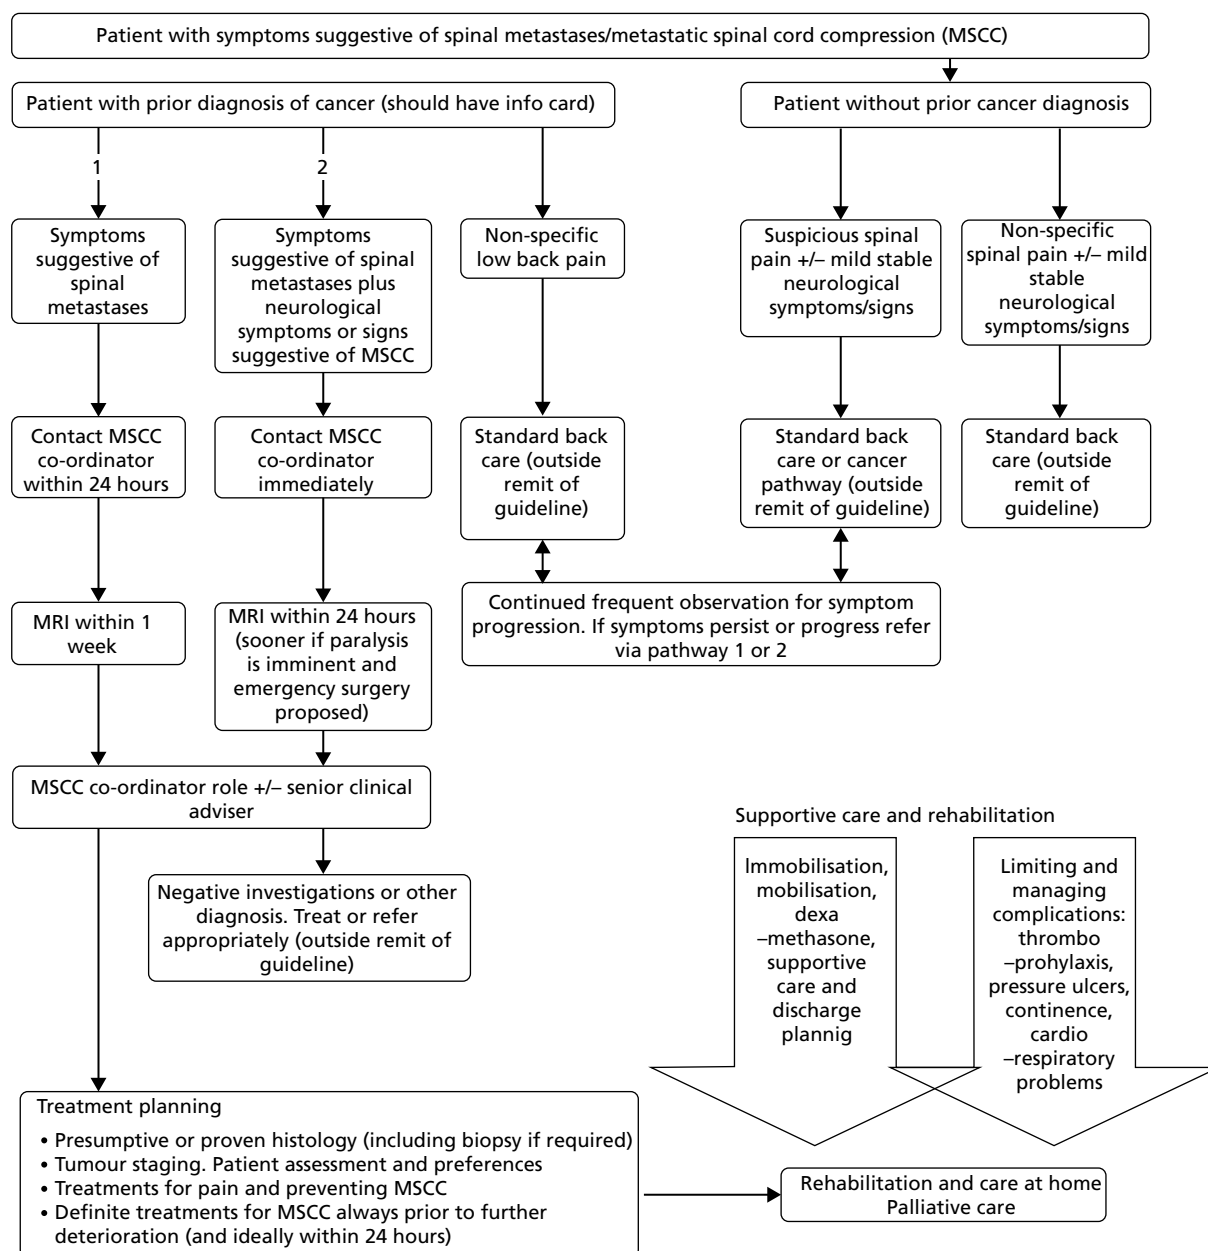 Patient with symptoms suggestive of spinal metastases/metastatic spinal cord compression (MSCC)
Patient with prior diagnosis of cancer (should have info card)
Patient without prior cancer diagnosis
1
2
Symptoms
suggestive of
spinal
metastases
Symptoms
suggestive of spinal
metastases plus
neurological
symptoms or signs
suggestive of MSCC
Non-specific
low back pain
Suspicious spinal
pain +/– mild stable
neurological
symptoms/signs
Non-specific
spinal pain +/– mild
stable
neurological
symptoms/signs
Contact MSCC
co-ordinator
within 24 hours
Contact MSCC
co-ordinator
immediately
Standard back
care (outside
remit of
guideline)
Standard back
care or cancer
pathway (outside
remit of guideline)
Standard back
care (outside
remit of
guideline)
MRI within 1
week
MRI within 24 hours
(sooner if paralysis
is imminent and
emergency surgery
proposed)
Continued frequent observation for symptom
progression. If symptoms persist or progress refer
via pathway 1 or 2
MSCC co-ordinator role +/– senior clinical
adviser
Negative investigations or other
diagnosis. Treat or refer
appropriately (outside remit of
guideline)
Supportive care and rehabilitation
Immobilisation,
mobilisation,
dexa
–methasone,
supportive
care and
discharge
plannig
Limiting and
managing
complications:
thrombo
–prohylaxis,
pressure ulcers,
continence,
cardio
–respiratory
problems
Treatment planning
• Presumptive or proven histology (including biopsy if required)
• Tumour staging. Patient assessment and preferences
• Treatments for pain and preventing MSCC
• Definite treatments for MSCC always prior to further
deterioration (and ideally within 24 hours)
Rehabilitation and care at home
Palliative care